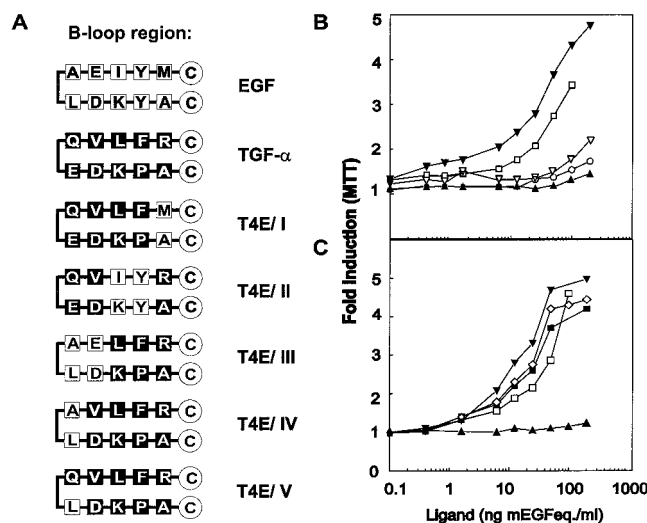 A
B-loop region:
A E I Y M C
L D K Y A C
EGF
Q V L F R C
E D K P A C
TGF-α
Q V L F M C
E D K P A C
T4E/ I
Q V I Y R C
E D K Y A C
T4E/ II
A E L F R C
L D K P A C
T4E/ III
A V L F R C
L D K P A C
T4E/ IV
Q V L F R C
L D K P A C
T4E/ V
B
5
4
3
2
1
C
5
4
3
2
1
0
Fold Induction (MTT)
0.1 1 10 100 1000
Ligand (ng mEGFeq./ml)